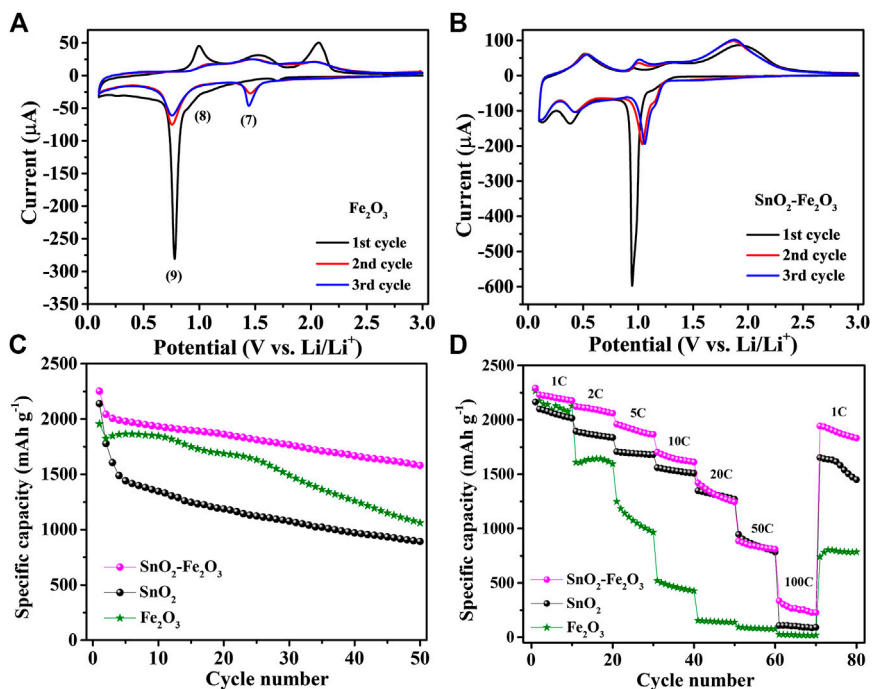 A
50
0
-50
-100
-150
-200
-250
-300
-350
Current (µA)
(8)
(7)
(9)
Fe₂O₃
1st cycle
2nd cycle
3rd cycle
0.0 0.5 1.0 1.5 2.0 2.5 3.0
Potential (V vs. Li/Li⁺)
B
100
0
-100
-200
-300
-400
-500
-600
Current (µA)
SnO₂-Fe₂O₃
1st cycle
2nd cycle
3rd cycle
0.0 0.5 1.0 1.5 2.0 2.5 3.0
Potential (V vs. Li/Li⁺)
C
2500
2000
1500
1000
500
0
Specific capacity (mAh g⁻¹)
SnO₂-Fe₂O₃
SnO₂
Fe₂O₃
0 10 20 30 40 50
Cycle number
D
2500
2250
2000
1750
1500
1250
1000
750
500
250
0
Specific capacity (mAh g⁻¹)
1C
2C
5C
10C
20C
50C
100C
1C
SnO₂-Fe₂O₃
SnO₂
Fe₂O₃
0 20 40 60 80
Cycle number